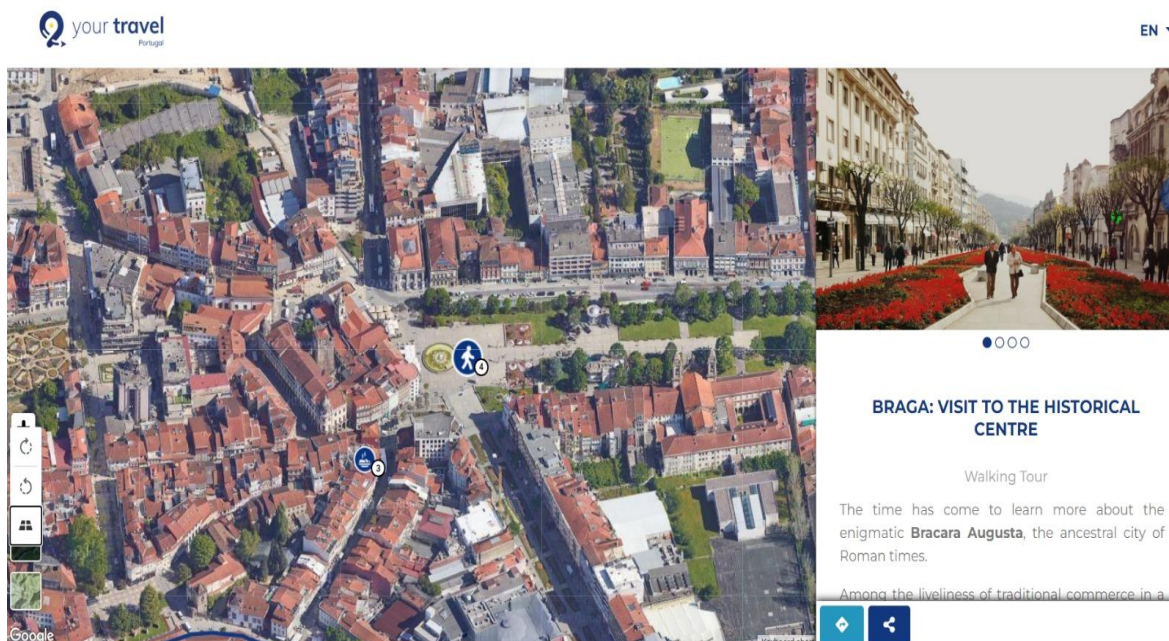 your travel
Portugal
EN
4
3
BRAGA: VISIT TO THE HISTORICAL
CENTRE
Walking Tour
The time has come to learn more about the
enigmatic Bracara Augusta, the ancestral city of
Roman times.
Among the liveliness of traditional commerce in a
Google